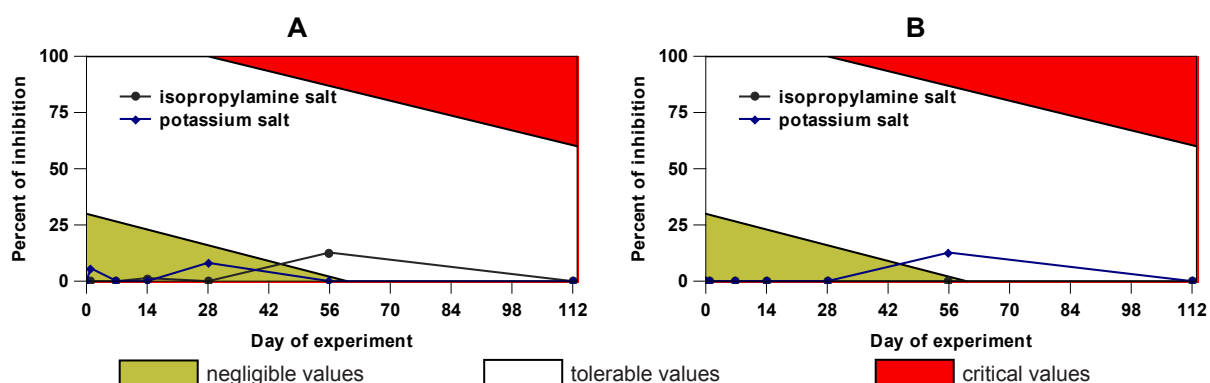 A
Percent of inhibition
100
75
50
25
0
isopropylamine salt
potassium salt
0 14 28 42 56 70 84 98 112
Day of experiment
B
Percent of inhibition
100
75
50
25
0
isopropylamine salt
potassium salt
0 14 28 42 56 70 84 98 112
Day of experiment
negligible values tolerable values critical values